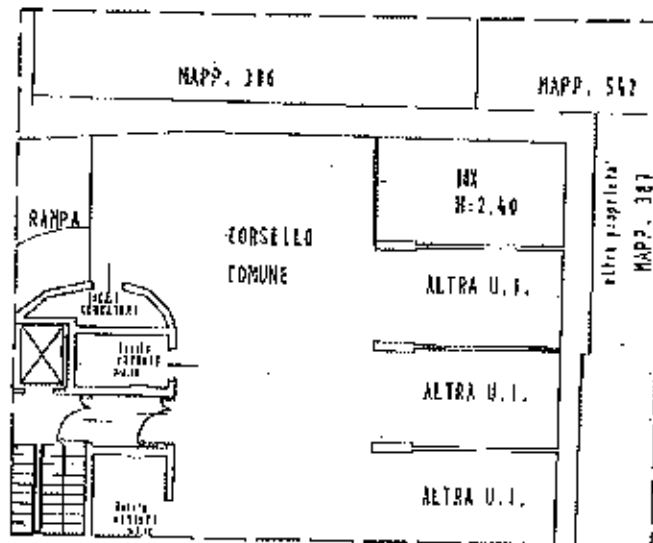 MAPP. 386
MAPP. 542
BOX
H=2.40
altra proprieta'
MAPP. 387
RAMPA
CORSELLO
COMUNE
ALTRA U.I.
ALTRA U.I.
ALTRA U.I.